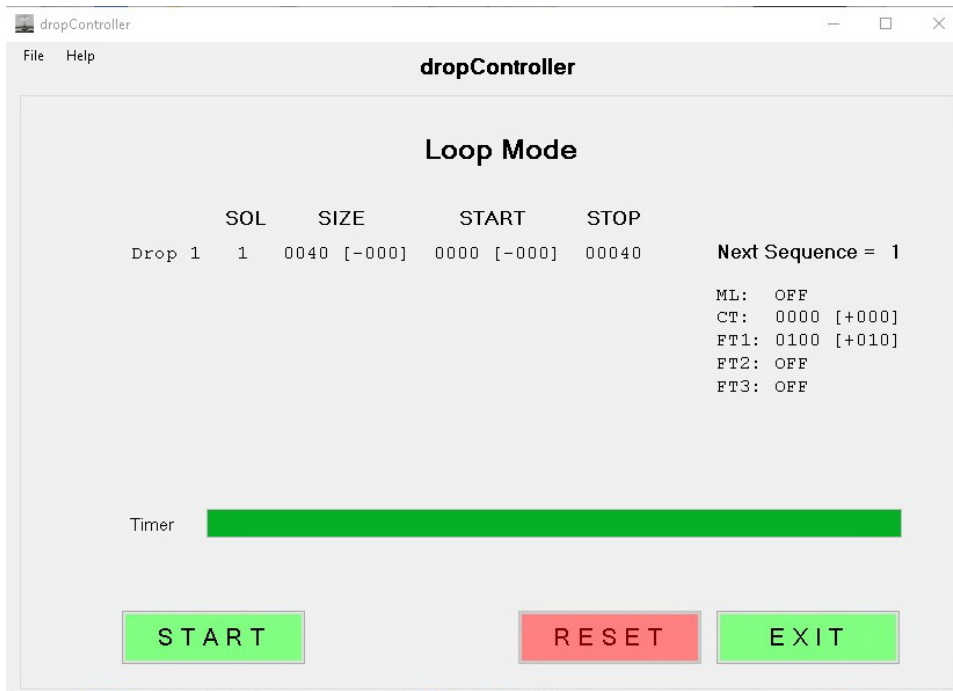 dropController
File Help
dropController
Loop Mode
SOL SIZE START STOP
Drop 1 1 0040 [-000] 0000 [-000] 00040
Next Sequence = 1
ML: OFF
CT: 0000 [+000]
FT1: 0100 [+010]
FT2: OFF
FT3: OFF
Timer
START RESET EXIT